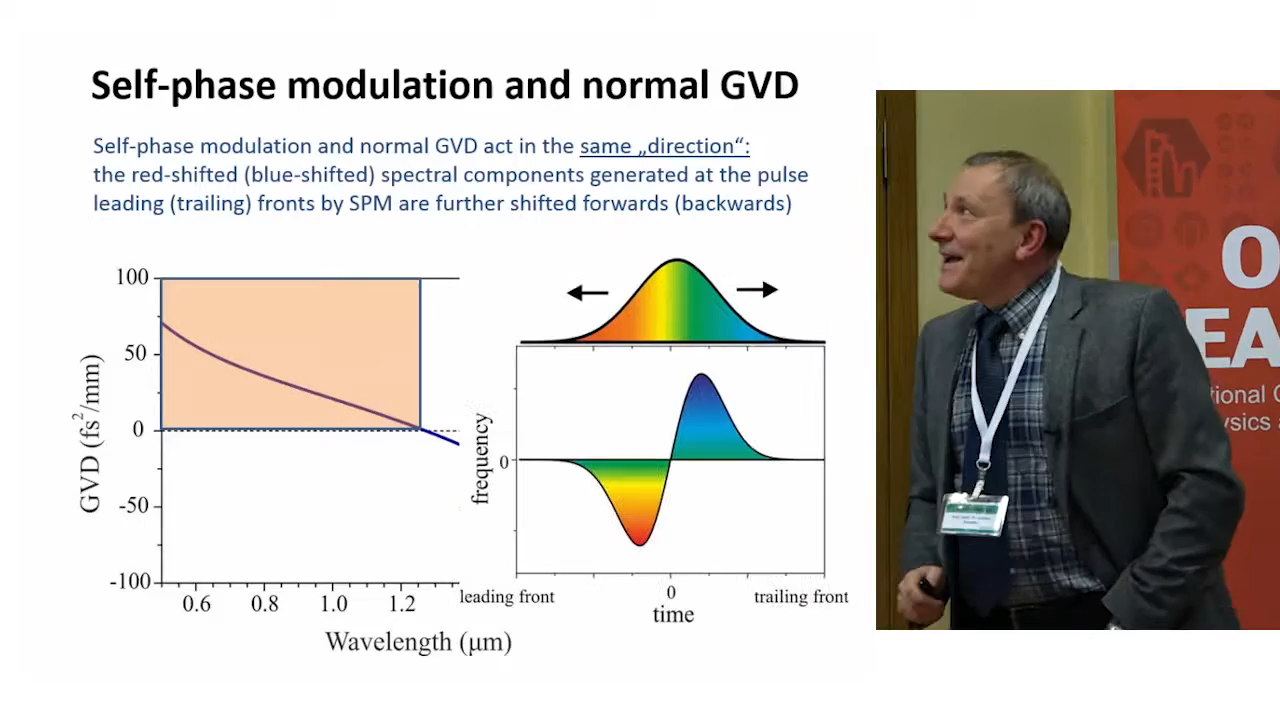 Self-phase modulation and normal GVD
Self-phase modulation and normal GVD act in the same „direction“:
the red-shifted (blue-shifted) spectral components generated at the pulse
leading (trailing) fronts by SPM are further shifted forwards (backwards)
100
50
0
-50
-100
GVD (fs²/mm)
0.6 0.8 1.0 1.2
Wavelength (μm)
frequency
0
leading front
0
trailing front
time
O
EA
tional C
ysics a